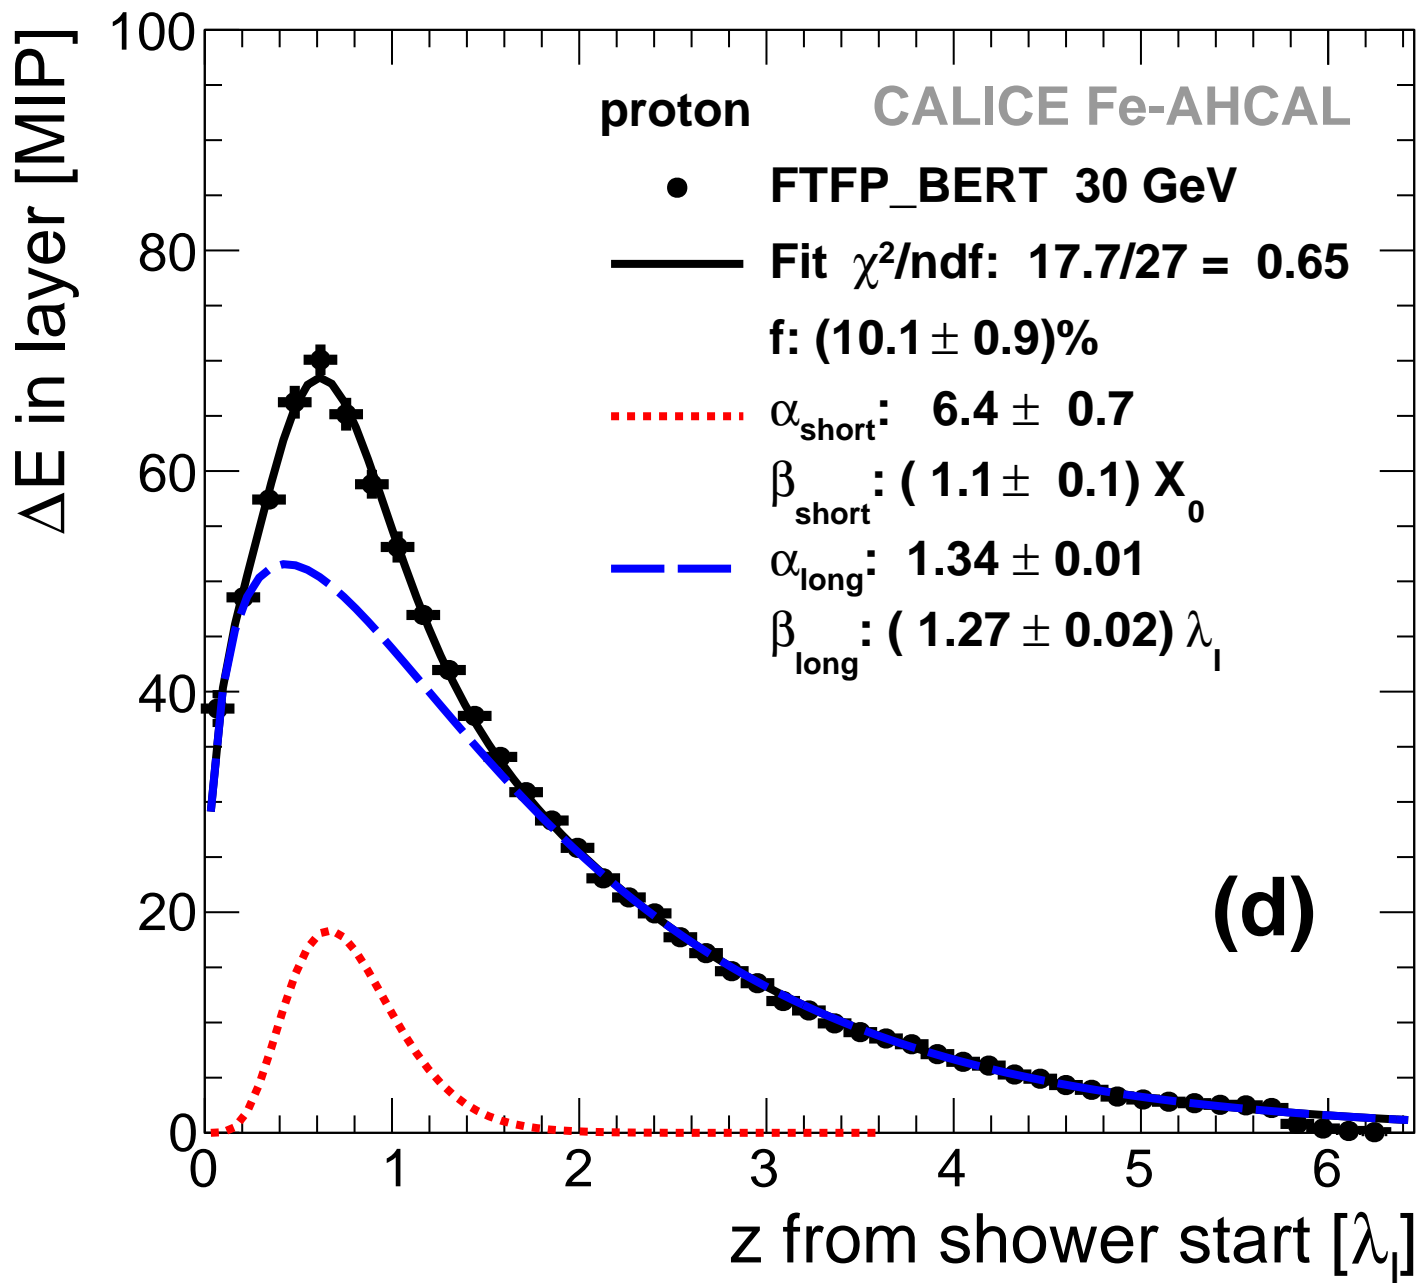 ΔE in layer [MIP]
100
80
60
40
20
0
proton CALICE Fe-AHCAL
FTFP_BERT 30 GeV
Fit χ²/ndf: 17.7/27 = 0.65
f: (10.1 ± 0.9)%
α_short: 6.4 ± 0.7
β_short: ( 1.1 ± 0.1) X_0
α_long: 1.34 ± 0.01
β_long: ( 1.27 ± 0.02) λ_I
(d)
0 1 2 3 4 5 6
z from shower start [λ_I]